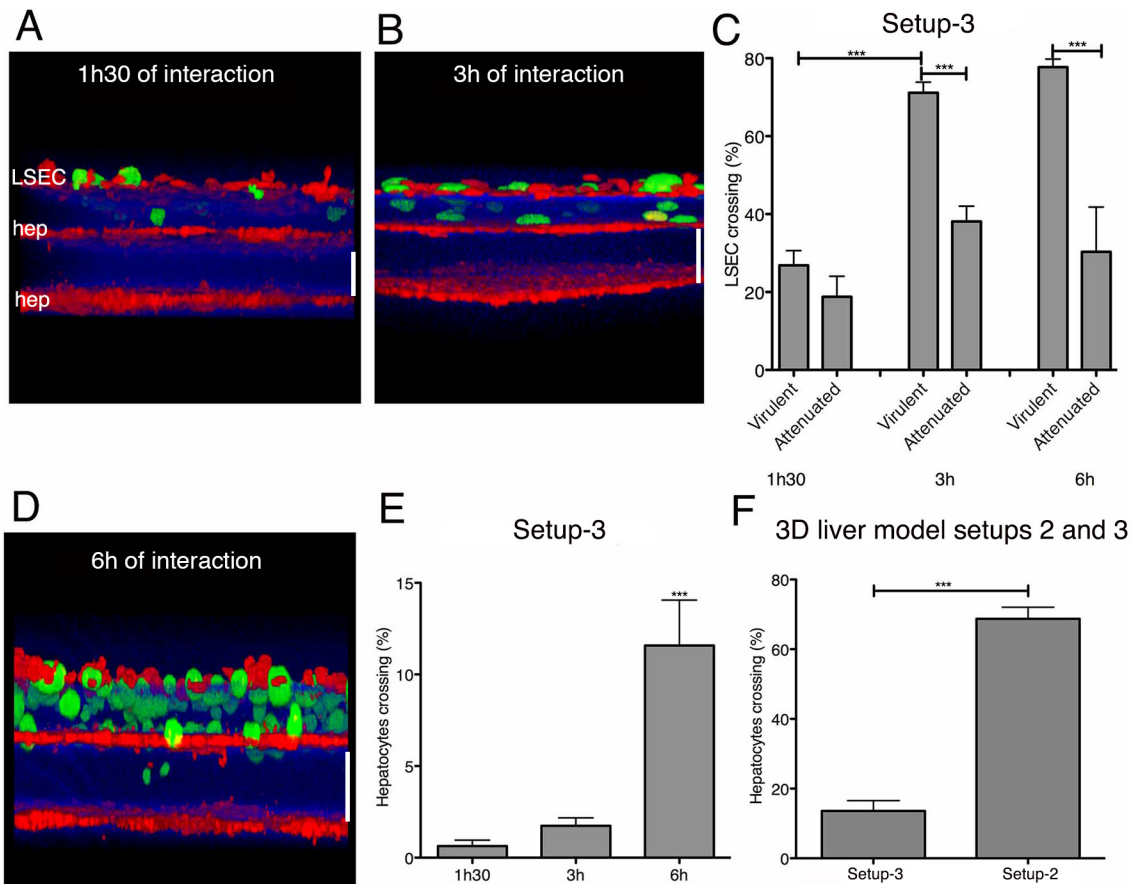 A
1h30 of interaction
LSEC
hep
hep
B
3h of interaction
C
Setup-3
LSEC crossing (%)
80
60
40
20
0
***
***
***
Virulent
Attenuated
Virulent
Attenuated
Virulent
Attenuated
1h30
3h
6h
D
6h of interaction
E
Setup-3
Hepatocytes crossing (%)
15
10
5
0
***
1h30
3h
6h
F
3D liver model setups 2 and 3
Hepatocytes crossing (%)
80
60
40
20
0
***
Setup-3
Setup-2